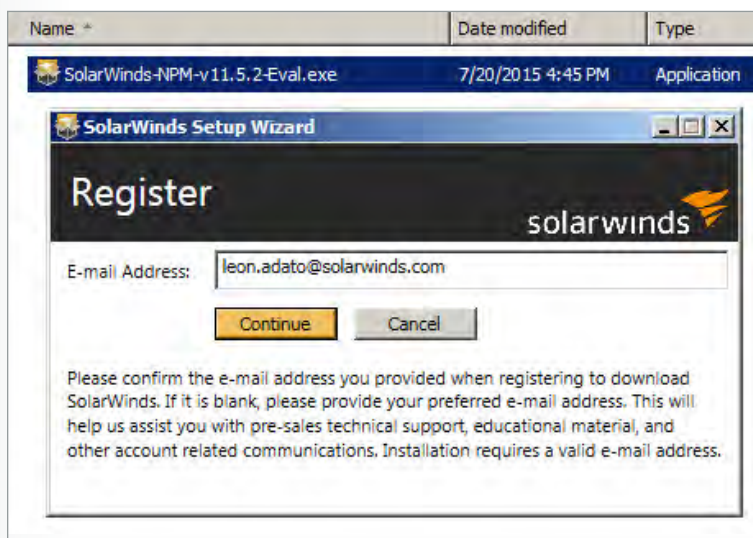 Name Date modified Type
SolarWinds-NPM-v11.5.2-Eval.exe 7/20/2015 4:45 PM Application
SolarWinds Setup Wizard
Register
solarwinds
E-mail Address: leon.adato@solarwinds.com
Continue Cancel
Please confirm the e-mail address you provided when registering to download
SolarWinds. If it is blank, please provide your preferred e-mail address. This will
help us assist you with pre-sales technical support, educational material, and
other account related communications. Installation requires a valid e-mail address.